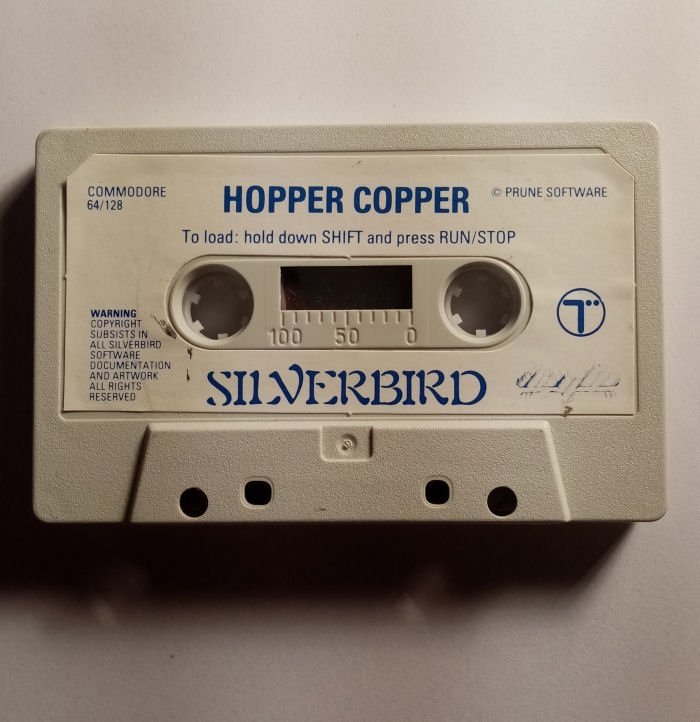 COMMODORE
64/128
HOPPER COPPER
© PRUNE SOFTWARE
To load: hold down SHIFT and press RUN/STOP
100 50 0
T
WARNING
COPYRIGHT
SUBSISTS IN
ALL SILVERBIRD
SOFTWARE
DOCUMENTATION
AND ARTWORK
ALL RIGHTS
RESERVED
SILVERBIRD